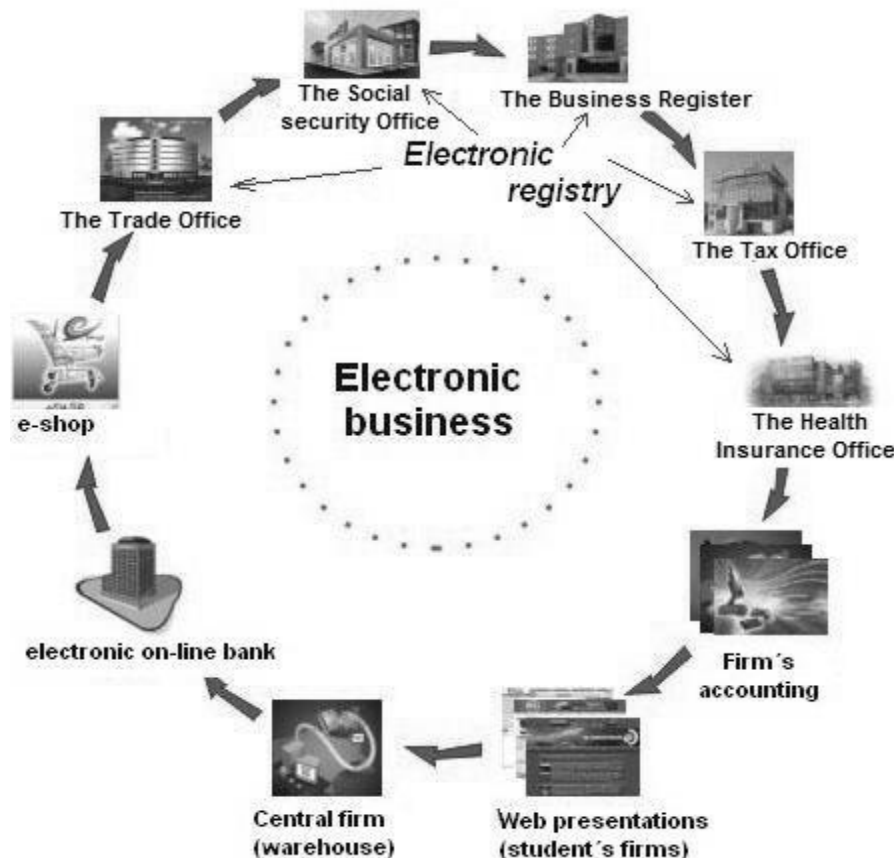 The Social
security Office
The Business Register
Electronic
registry
The Trade Office
The Tax Office
Electronic
business
e-shop
The Health
Insurance Office
electronic on-line bank
Firm´s
accounting
Central firm
(warehouse)
Web presentations
(student´s firms)